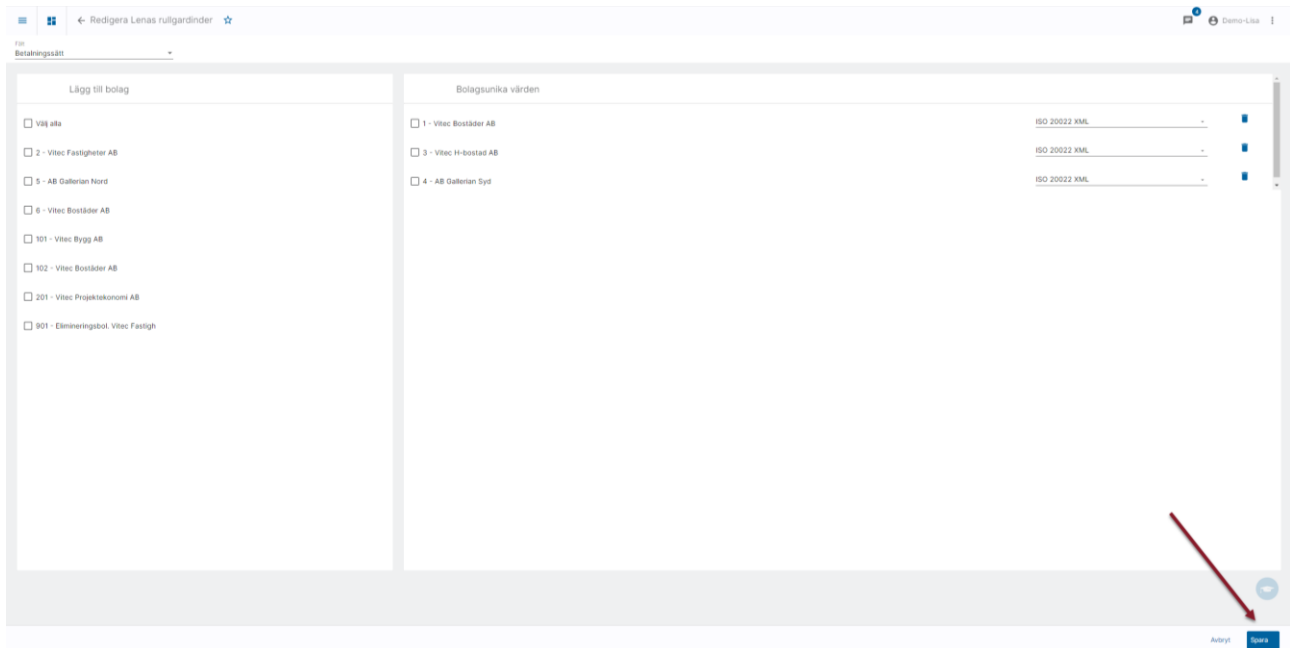 ← Redigera Lenas rullgardinder
4
Demo-Lisa
Fält
Betalningssätt
Lägg till bolag
Bolagsunika värden
Välj alla
2 - Vitec Fastigheter AB
5 - AB Gallerian Nord
6 - Vitec Bostäder AB
101 - Vitec Bygg AB
102 - Vitec Bostäder AB
201 - Vitec Projektekonomi AB
901 - Elimineringsbol. Vitec Fastigh
1 - Vitec Bostäder AB
ISO 20022 XML
3 - Vitec H-bostad AB
ISO 20022 XML
4 - AB Gallerian Syd
ISO 20022 XML
Avbryt
Spara